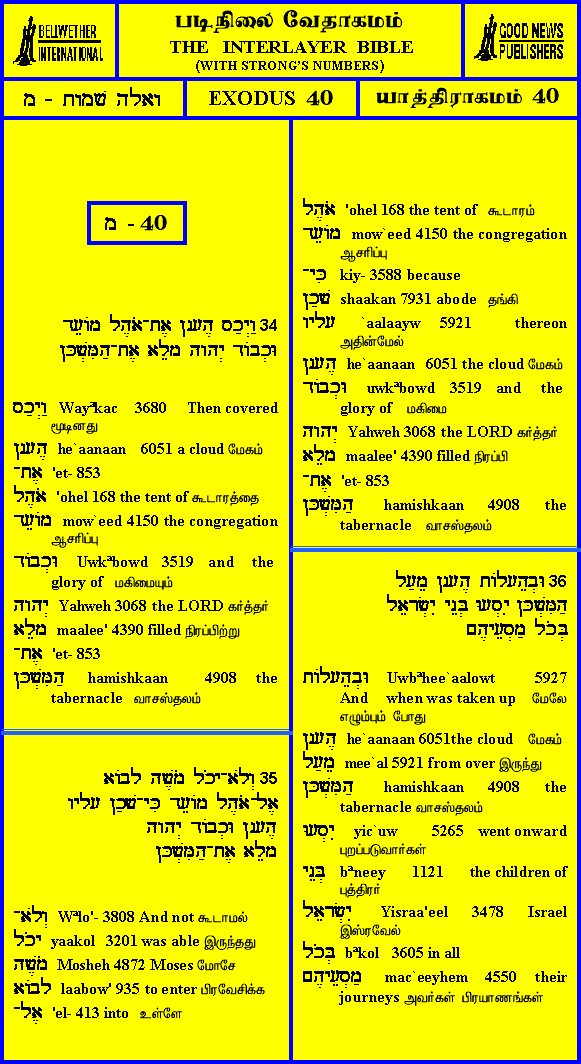 BELLWETHER
INTERNATIONAL
படிநிலை வேதாகமம்
THE INTERLAYER BIBLE
(WITH STRONG'S NUMBERS)
GOOD NEWS
PUBLISHERS
ואלה שמות - מ
EXODUS 40
யாத்திராகமம் 40
מ - 40
34 וַיְכַס הֶעָנָן אֶת־אֹהֶל מוֹעֵד
וּכְבוֹד יְהוָה מָלֵא אֶת־הַמִּשְׁכָּן
וַיְכַס Wayªkac 3680 Then covered
மூடினது
הֶעָנָן he`aanaan 6051 a cloud மேகம்
אֶת־ 'et- 853
אֹהֶל 'ohel 168 the tent of கூடாரத்தை
מוֹעֵד mow`eed 4150 the congregation
ஆசரிப்பு
וּכְבוֹד Uwkªbowd 3519 and the
glory of மகிமையும்
יְהוָה Yahweh 3068 the LORD கர்த்தர்
מָלֵא maalee' 4390 filled நிரப்பிற்று
אֶת־ 'et- 853
הַמִּשְׁכָּן hamishkaan 4908 the
tabernacle வாசஸ்தலம்
35 וְלֹא־יָכֹל מֹשֶׁה לָבוֹא
אֶל־אֹהֶל מוֹעֵד כִּי־שָׁכַן עָלָיו
הֶעָנָן וּכְבוֹד יְהוָה
מָלֵא אֶת־הַמִּשְׁכָּן
וְלֹא־ Wªlo'- 3808 And not கூடாமல்
יָכֹל yaakol 3201 was able இருந்தது
מֹשֶׁה Mosheh 4872 Moses மோசே
לָבוֹא laabow' 935 to enter பிரவேசிக்க
אֶל־ 'el- 413 into உள்ளே
אֹהֶל 'ohel 168 the tent of கூடாரம்
מוֹעֵד mow`eed 4150 the congregation
ஆசரிப்பு
כִּי־ kiy- 3588 because
שָׁכַן shaakan 7931 abode தங்கி
עָלָיו `aalaayw 5921 thereon
அதின்மேல்
הֶעָנָן he`aanaan 6051 the cloud மேகம்
וּכְבוֹד uwkªbowd 3519 and the
glory of மகிமை
יְהוָה Yahweh 3068 the LORD கர்த்தர்
מָלֵא maalee' 4390 filled நிரப்பி
אֶת־ 'et- 853
הַמִּשְׁכָּן hamishkaan 4908 the
tabernacle வாசஸ்தலம்
36 וּבְהֵעָלוֹת הֶעָנָן מֵעַל
הַמִּשְׁכָּן יִסְעוּ בְּנֵי יִשְׂרָאֵל
בְּכֹל מַסְעֵיהֶם
וּבְהֵעָלוֹת Uwbªhee`aalowt 5927
And when was taken up மேலே
எழும்பும் போது
הֶעָנָן he`aanaan 6051the cloud மேகம்
מֵעַל mee`al 5921 from over இருந்து
הַמִּשְׁכָּן hamishkaan 4908 the
tabernacle வாசஸ்தலம்
יִסְעוּ yic`uw 5265 went onward
புறப்படுவார்கள்
בְּנֵי bªneey 1121 the children of
புத்திரர்
יִשְׂרָאֵל Yisraa'eel 3478 Israel
இஸ்ரவேல்
בְּכֹל bªkol 3605 in all
מַסְעֵיהֶם mac`eeyhem 4550 their
journeys அவர்கள் பிரயாணங்கள்